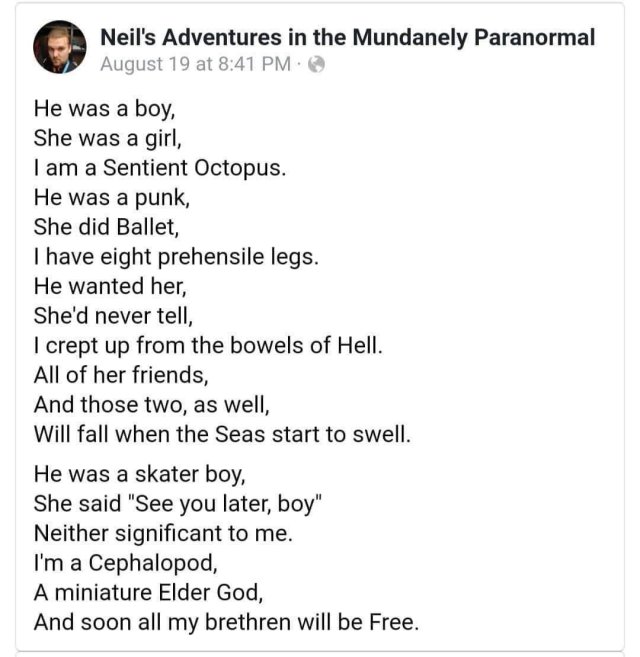 Neil's Adventures in the Mundanely Paranormal
August 19 at 8:41 PM ·
He was a boy,
She was a girl,
I am a Sentient Octopus.
He was a punk,
She did Ballet,
I have eight prehensile legs.
He wanted her,
She'd never tell,
I crept up from the bowels of Hell.
All of her friends,
And those two, as well,
Will fall when the Seas start to swell.
He was a skater boy,
She said "See you later, boy"
Neither significant to me.
I'm a Cephalopod,
A miniature Elder God,
And soon all my brethren will be Free.